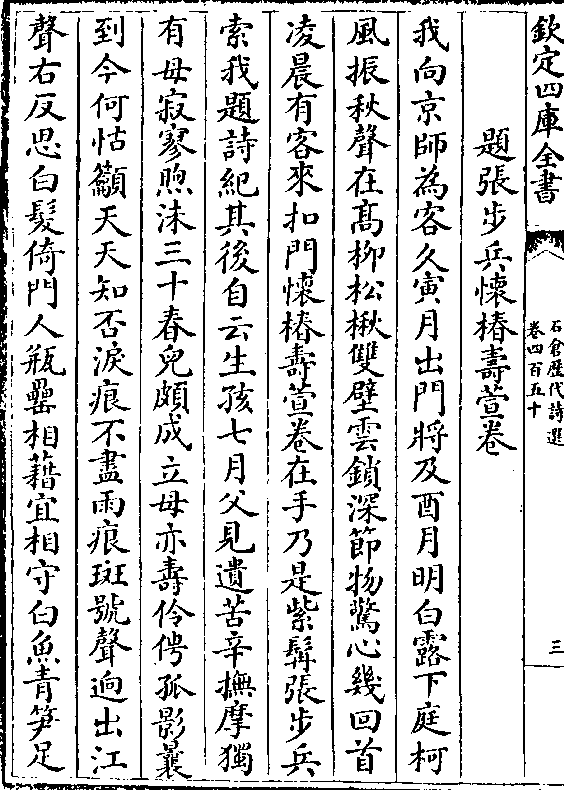 欽定四庫全書
石倉歷代詩選
卷四百五十
三
題張步兵懷椿壽萱卷
我向京師為客久寅月出門將及酉月明白露下庭柯
風振秋聲在髙柳松楸雙壁雲鎖深節物驚心幾回首
凌晨有客來扣門懷椿壽萱卷在手乃是紫髯張步兵
索我題詩紀其後自云生孩七月父見遺苦辛撫摩獨
有母寂寥喣沫三十春兒頗成立母亦壽伶俜孤影曩
到今何怙籲天天知否淚痕不盡雨痕斑號聲逈出江
聲右反思白髮倚門人瓶罍相藉宜相守白魚青笋足